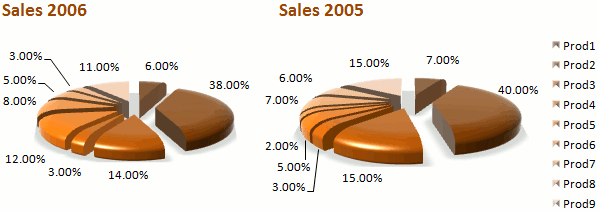 Sales 2006
Sales 2005
3.00%
11.00%
6.00%
5.00%
38.00%
8.00%
12.00%
3.00%
14.00%
15.00%
7.00%
6.00%
40.00%
7.00%
2.00%
5.00%
3.00%
15.00%
Prod1
Prod2
Prod3
Prod4
Prod5
Prod6
Prod7
Prod8
Prod9